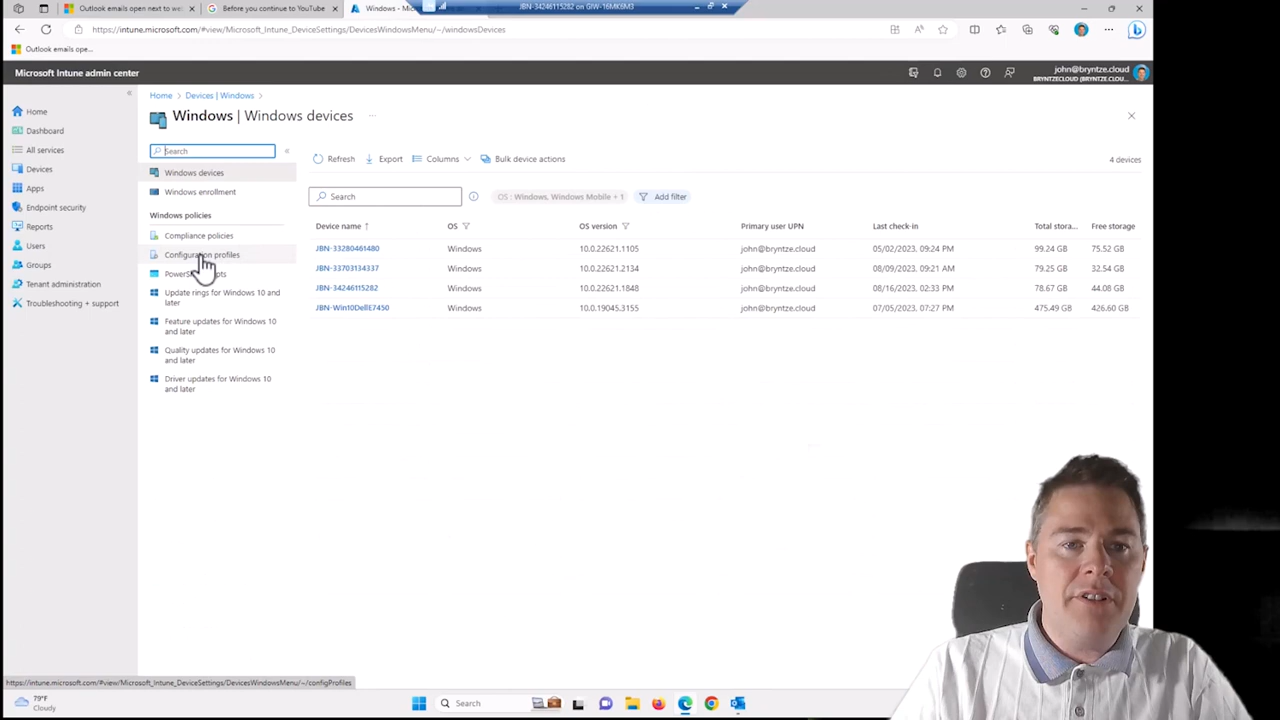 Outlook emails open next to we
Before you continue to YouTube
Windows - Mic
JBN-34246115282 on GIW-16MK6M3
https://intune.microsoft.com/#view/Microsoft_Intune_DeviceSettings/DevicesWindowsMenu/~/windowsDevices
Outlook emails ope...
Microsoft Intune admin center
john@bryntze.cloud
BRYNTZECLOUD (BRYNTZE.CLOU...
Home
Dashboard
All services
Devices
Apps
Endpoint security
Reports
Users
Groups
Tenant administration
Troubleshooting + support
Home > Devices | Windows >
Windows | Windows devices
Search
Windows devices
Windows enrollment
Windows policies
Compliance policies
Configuration profiles
Update rings for Windows 10 and
later
Feature updates for Windows 10
and later
Quality updates for Windows 10
and later
Driver updates for Windows 10
and later
Refresh Export Columns Bulk device actions
4 devices
Search
OS : Windows, Windows Mobile + 1
Add filter
Device name OS OS version Primary user UPN Last check-in Total stora... Free storage
JBN-33280461480 Windows 10.0.22621.1105 john@bryntze.cloud 05/02/2023, 09:24 PM 99.24 GB 75.52 GB
JBN-33703134337 Windows 10.0.22621.2134 john@bryntze.cloud 08/09/2023, 09:21 AM 79.25 GB 32.54 GB
JBN-34246115282 Windows 10.0.22621.1848 john@bryntze.cloud 08/16/2023, 02:33 PM 78.67 GB 44.08 GB
JBN-Win10DellE7450 Windows 10.0.19045.3155 john@bryntze.cloud 07/05/2023, 07:27 PM 475.49 GB 426.60 GB
https://intune.microsoft.com/#view/Microsoft_Intune_DeviceSettings/DevicesWindowsMenu/~/configProfiles
79°F
Cloudy
Search